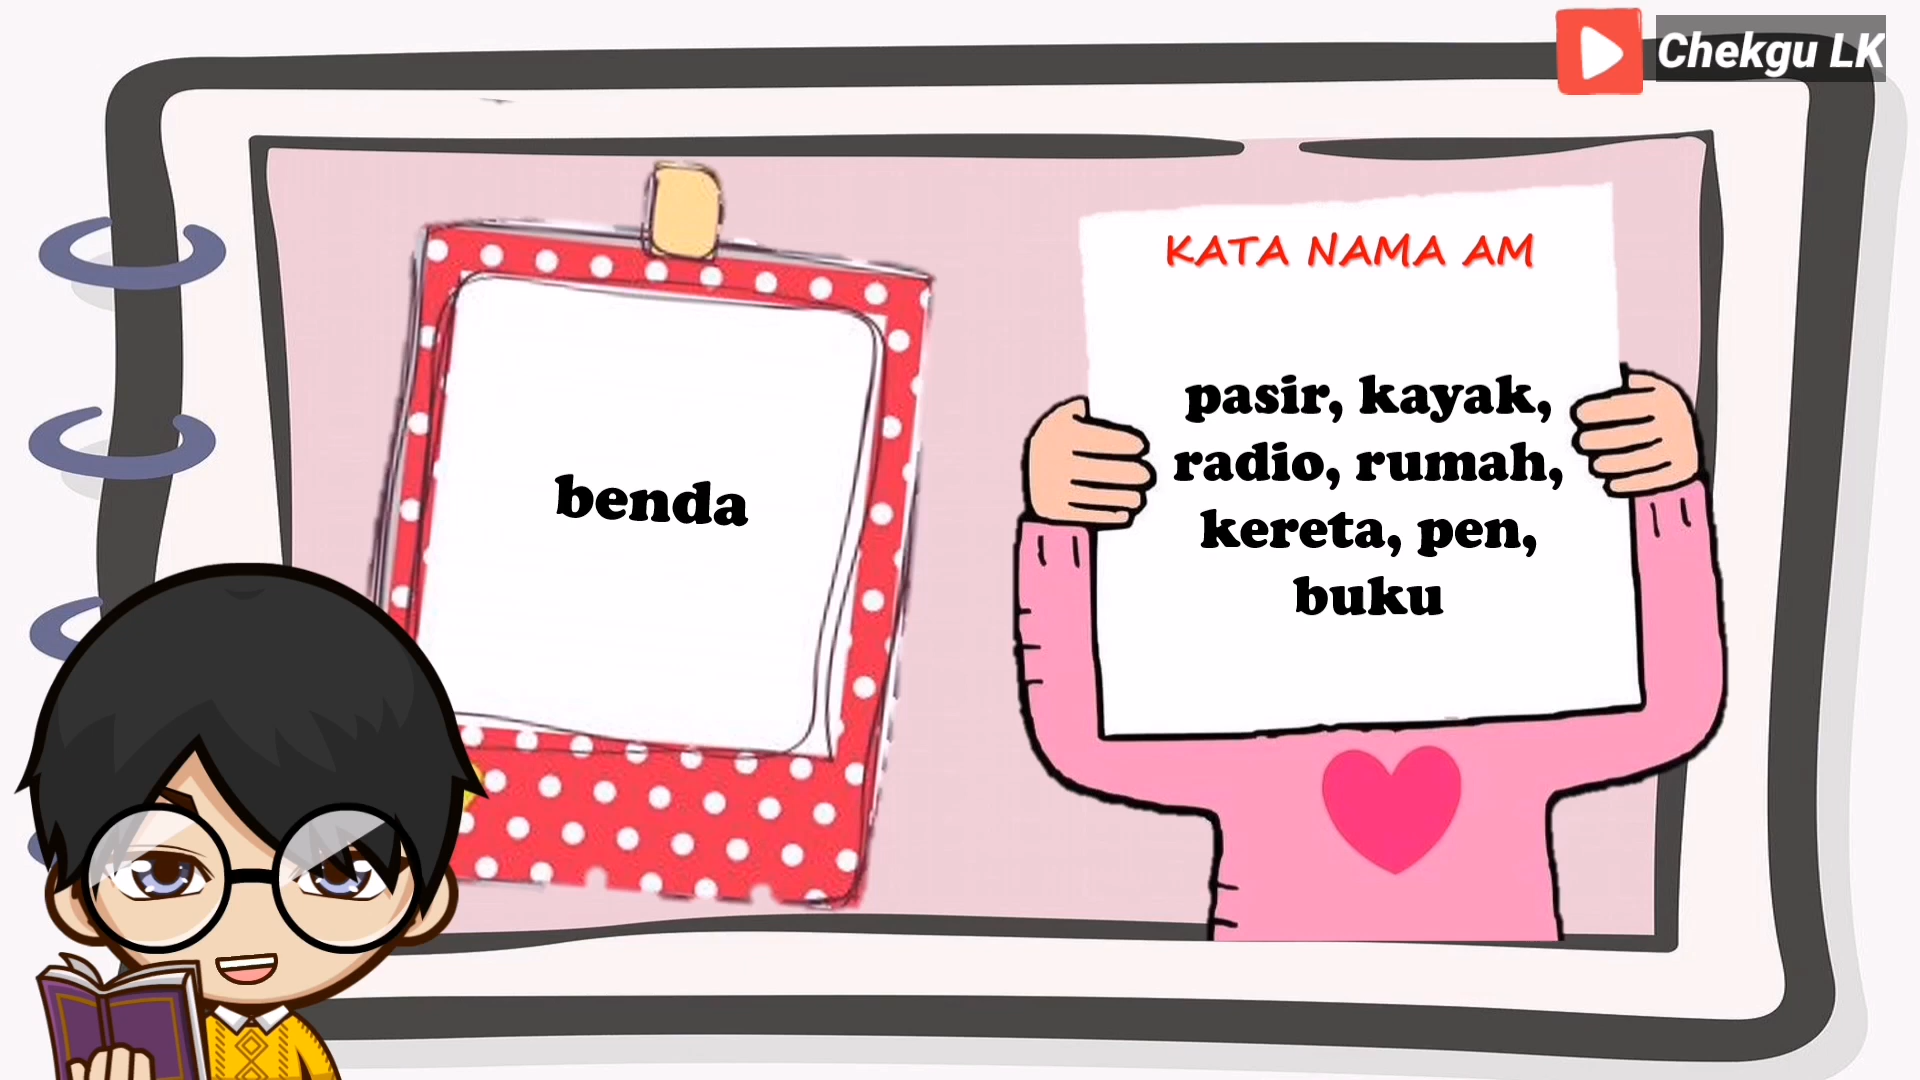 Chekgu LK
benda
KATA NAMA AM
pasir, kayak,
radio, rumah,
kereta, pen,
buku